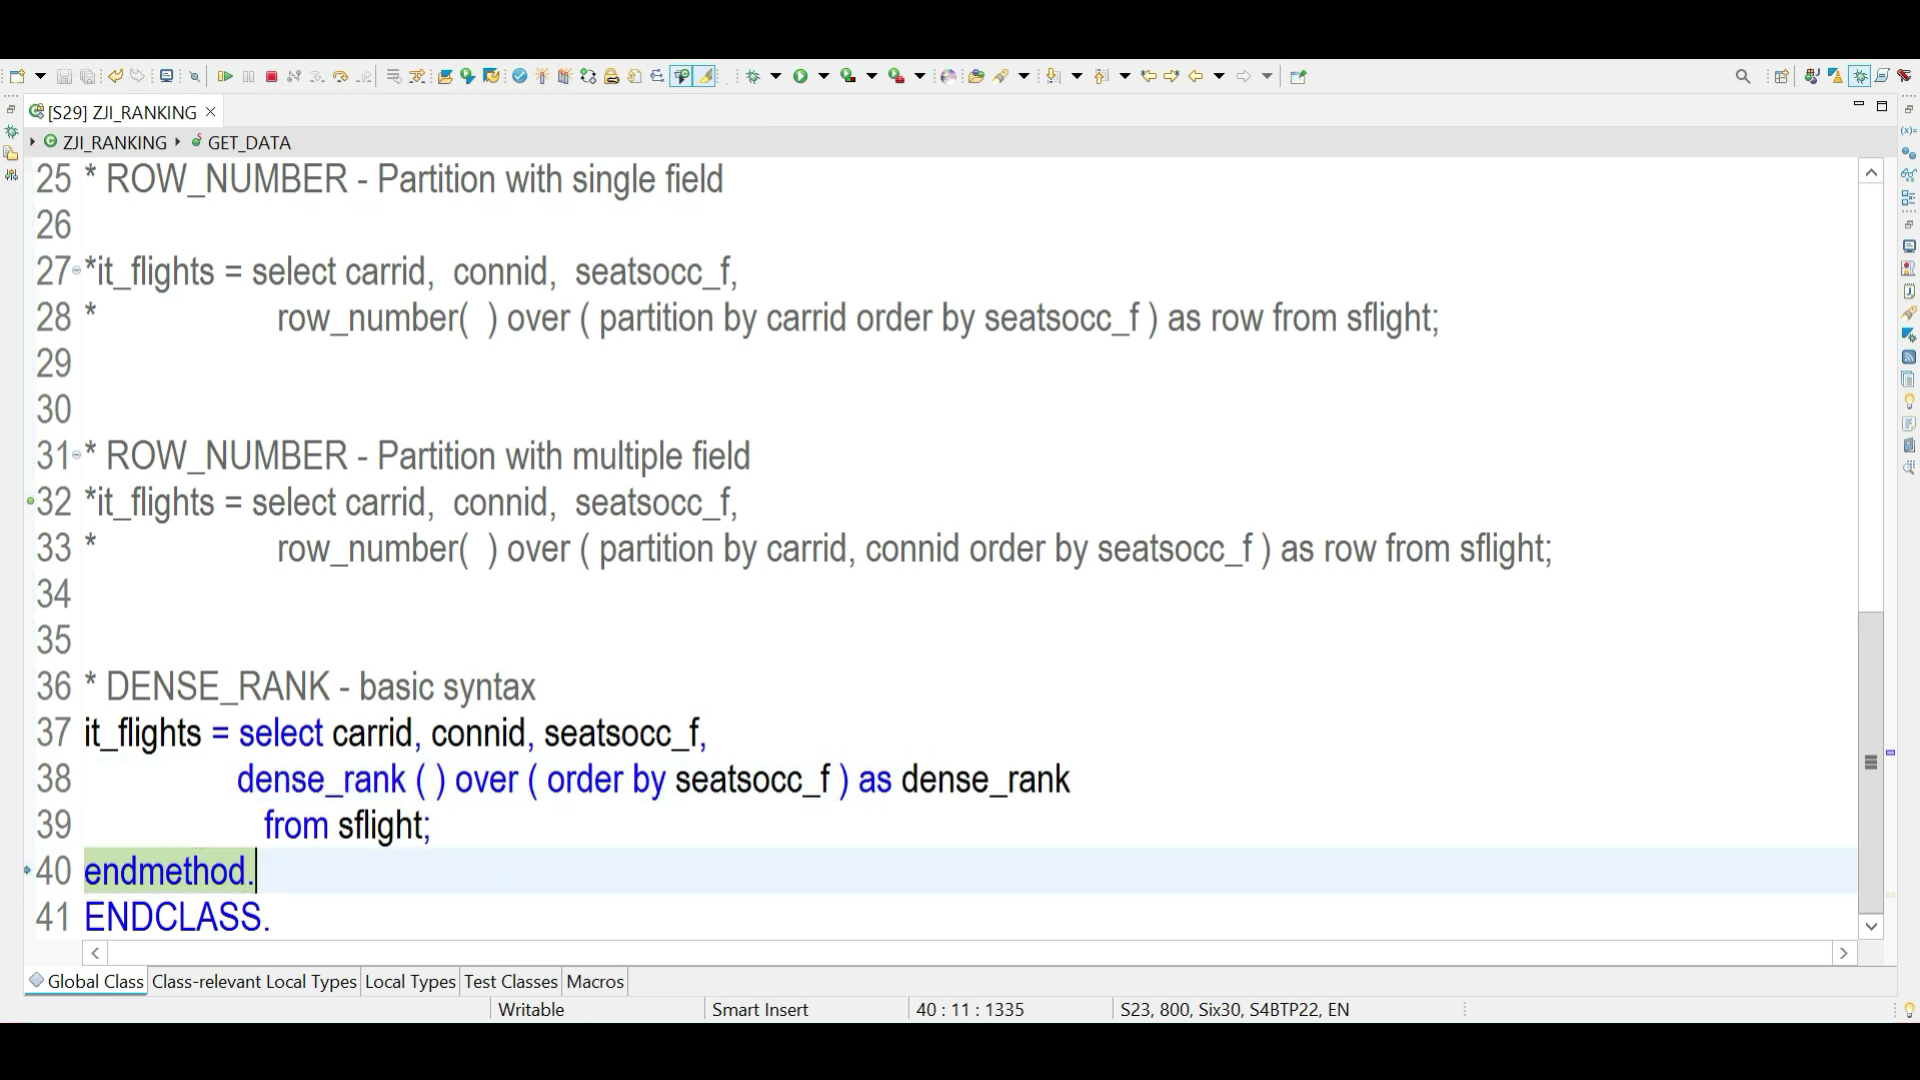 [S29] ZJI_RANKING
ZJI_RANKING GET_DATA
25 * ROW_NUMBER - Partition with single field
26
27 *it_flights = select carrid, connid, seatsocc_f,
28 * row_number( ) over ( partition by carrid order by seatsocc_f ) as row from sflight;
29
30
31 * ROW_NUMBER - Partition with multiple field
32 *it_flights = select carrid, connid, seatsocc_f,
33 * row_number( ) over ( partition by carrid, connid order by seatsocc_f ) as row from sflight;
34
35
36 * DENSE_RANK - basic syntax
37 it_flights = select carrid, connid, seatsocc_f,
38 dense_rank ( ) over ( order by seatsocc_f ) as dense_rank
39 from sflight;
40 endmethod.
41 ENDCLASS.
Global Class Class-relevant Local Types Local Types Test Classes Macros
Writable Smart Insert 40 : 11 : 1335 S23, 800, Six30, S4BTP22, EN